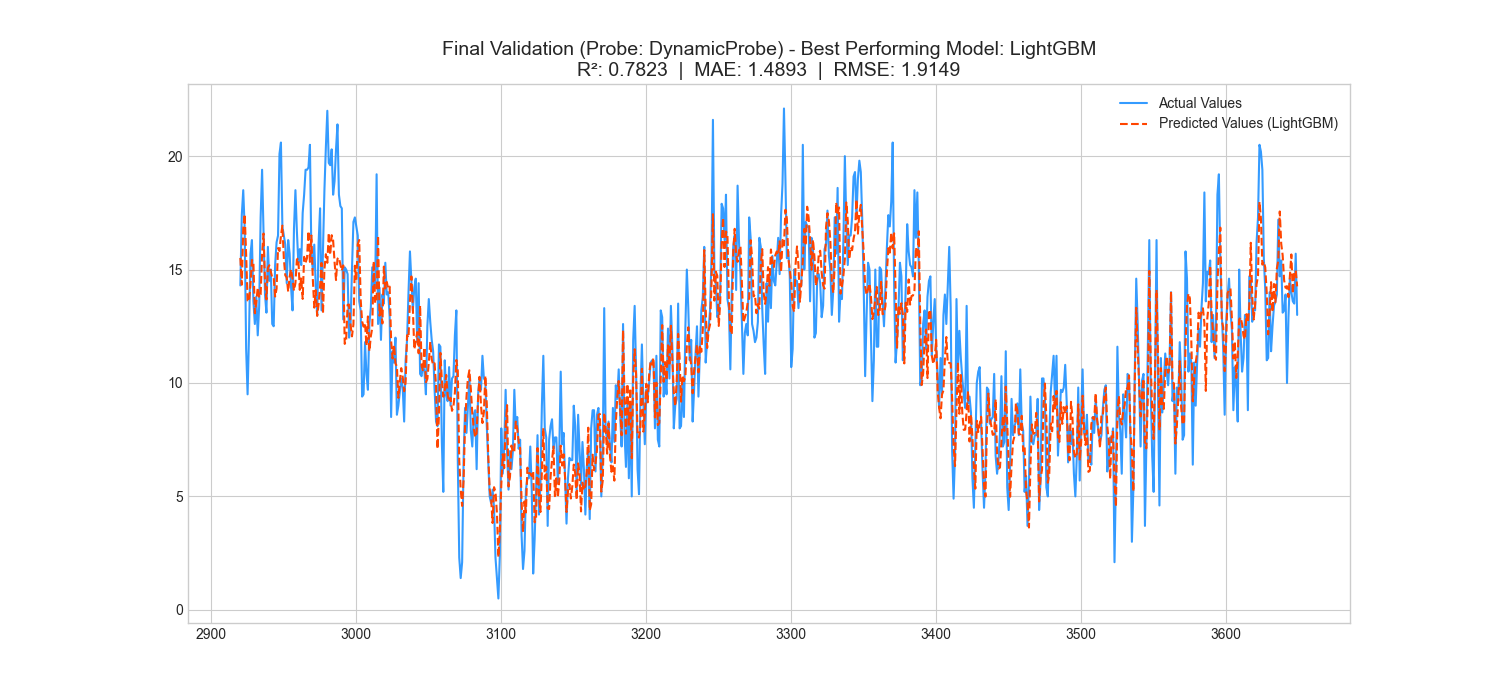 Final Validation (Probe: DynamicProbe) - Best Performing Model: LightGBM
R²: 0.7823 | MAE: 1.4893 | RMSE: 1.9149
Actual Values
Predicted Values (LightGBM)
20
15
10
5
0
2900 3000 3100 3200 3300 3400 3500 3600